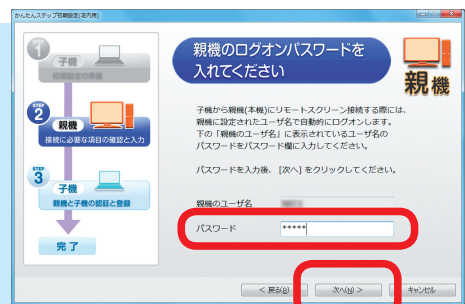 かんたんステップ初期設定(宅内用)
STEP
1
子機
初期設定の準備
STEP
2
親機
接続に必要な項目の確認と入力
STEP
3
子機
親機と子機の認証と登録
完了
親機のログオンパスワードを
入れてください
親機
子機から親機(本機)にリモートスクリーン接続する際には、
親機に設定されたユーザ名で自動的にログオンします。
下の「親機のユーザ名」に表示されているユーザ名の
パスワードをパスワード欄に入力してください。
パスワードを入力後、[次へ] をクリックしてください。
親機のユーザ名
パスワード
*****
< 戻る(B)
次へ(N) >
キャンセル